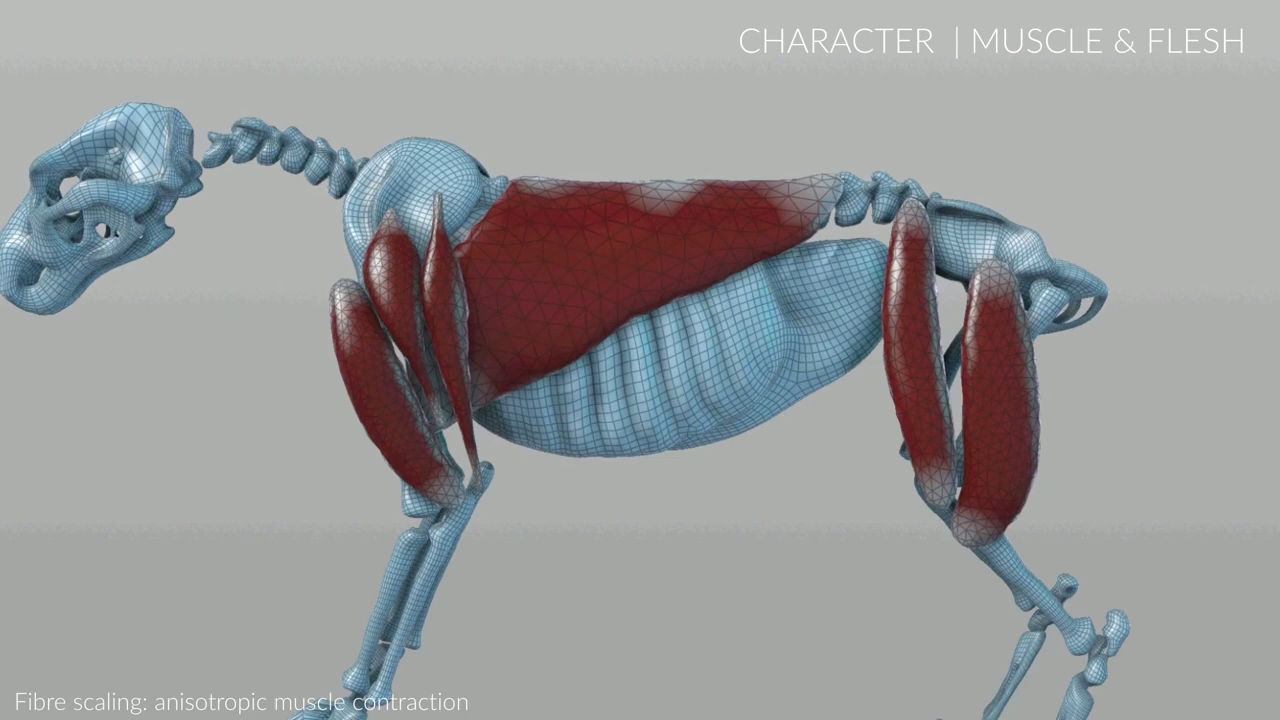 CHARACTER | MUSCLE & FLESH
Fibre scaling: anisotropic muscle contraction